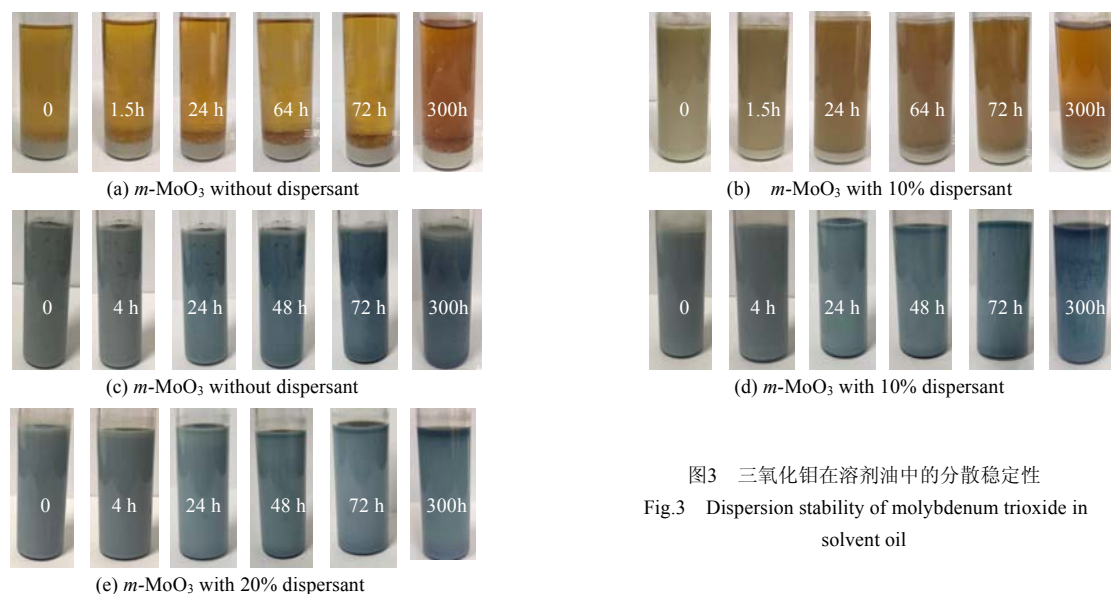 0 1.5h 24 h 64 h 72 h 300h
(a) m-MoO₃ without dispersant
0 1.5h 24 h 64 h 72 h 300h
(b) m-MoO₃ with 10% dispersant
0 4 h 24 h 48 h 72 h 300h
(c) m-MoO₃ without dispersant
0 4 h 24 h 48 h 72 h 300h
(d) m-MoO₃ with 10% dispersant
0 4 h 24 h 48 h 72 h 300h
(e) m-MoO₃ with 20% dispersant
图3 三氧化钼在溶剂油中的分散稳定性
Fig.3 Dispersion stability of molybdenum trioxide in
solvent oil